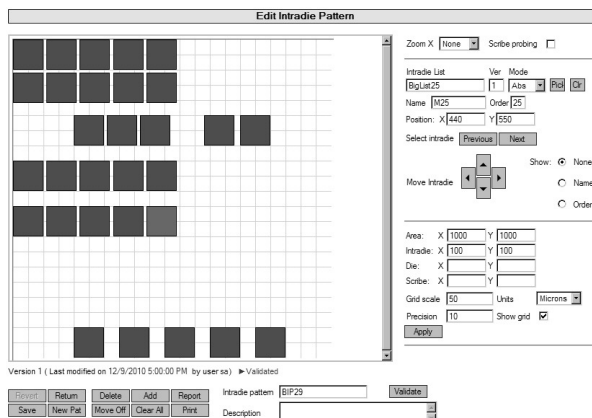 Edit Intradie Pattern
Zoom X None Scribe probing
Intradie List Ver Mode
BigList25 1 Abs Pick Clr
Name M25 Order 25
Position: X 440 Y 550
Select intradie Previous Next
Show: None
Move Intradie
Name
Order
Area: X 1000 Y 1000
Intradie: X 100 Y 100
Die: X Y
Scribe: X Y
Grid scale 50 Units Microns
Precision 10 Show grid
Apply
Version 1 ( Last modified on 12/9/2010 5:00:00 PM by user sa) ►Validated
Revert Return Delete Add Report Intradie pattern BIP29 Validate
Save New Pat Move Off Clear All Print Description